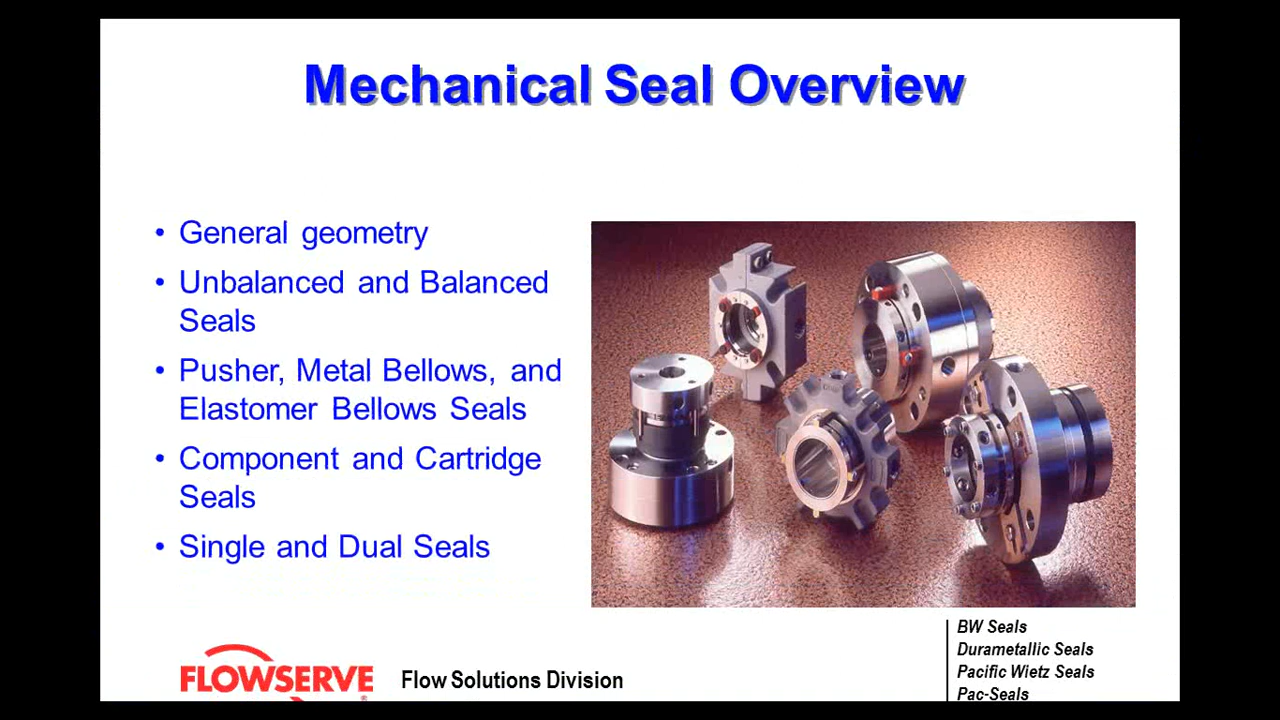 Mechanical Seal Overview
• General geometry
• Unbalanced and Balanced
Seals
• Pusher, Metal Bellows, and
Elastomer Bellows Seals
• Component and Cartridge
Seals
• Single and Dual Seals
FLOWSERVE®
Flow Solutions Division
BW Seals
Durametallic Seals
Pacific Wietz Seals
Pac-Seals